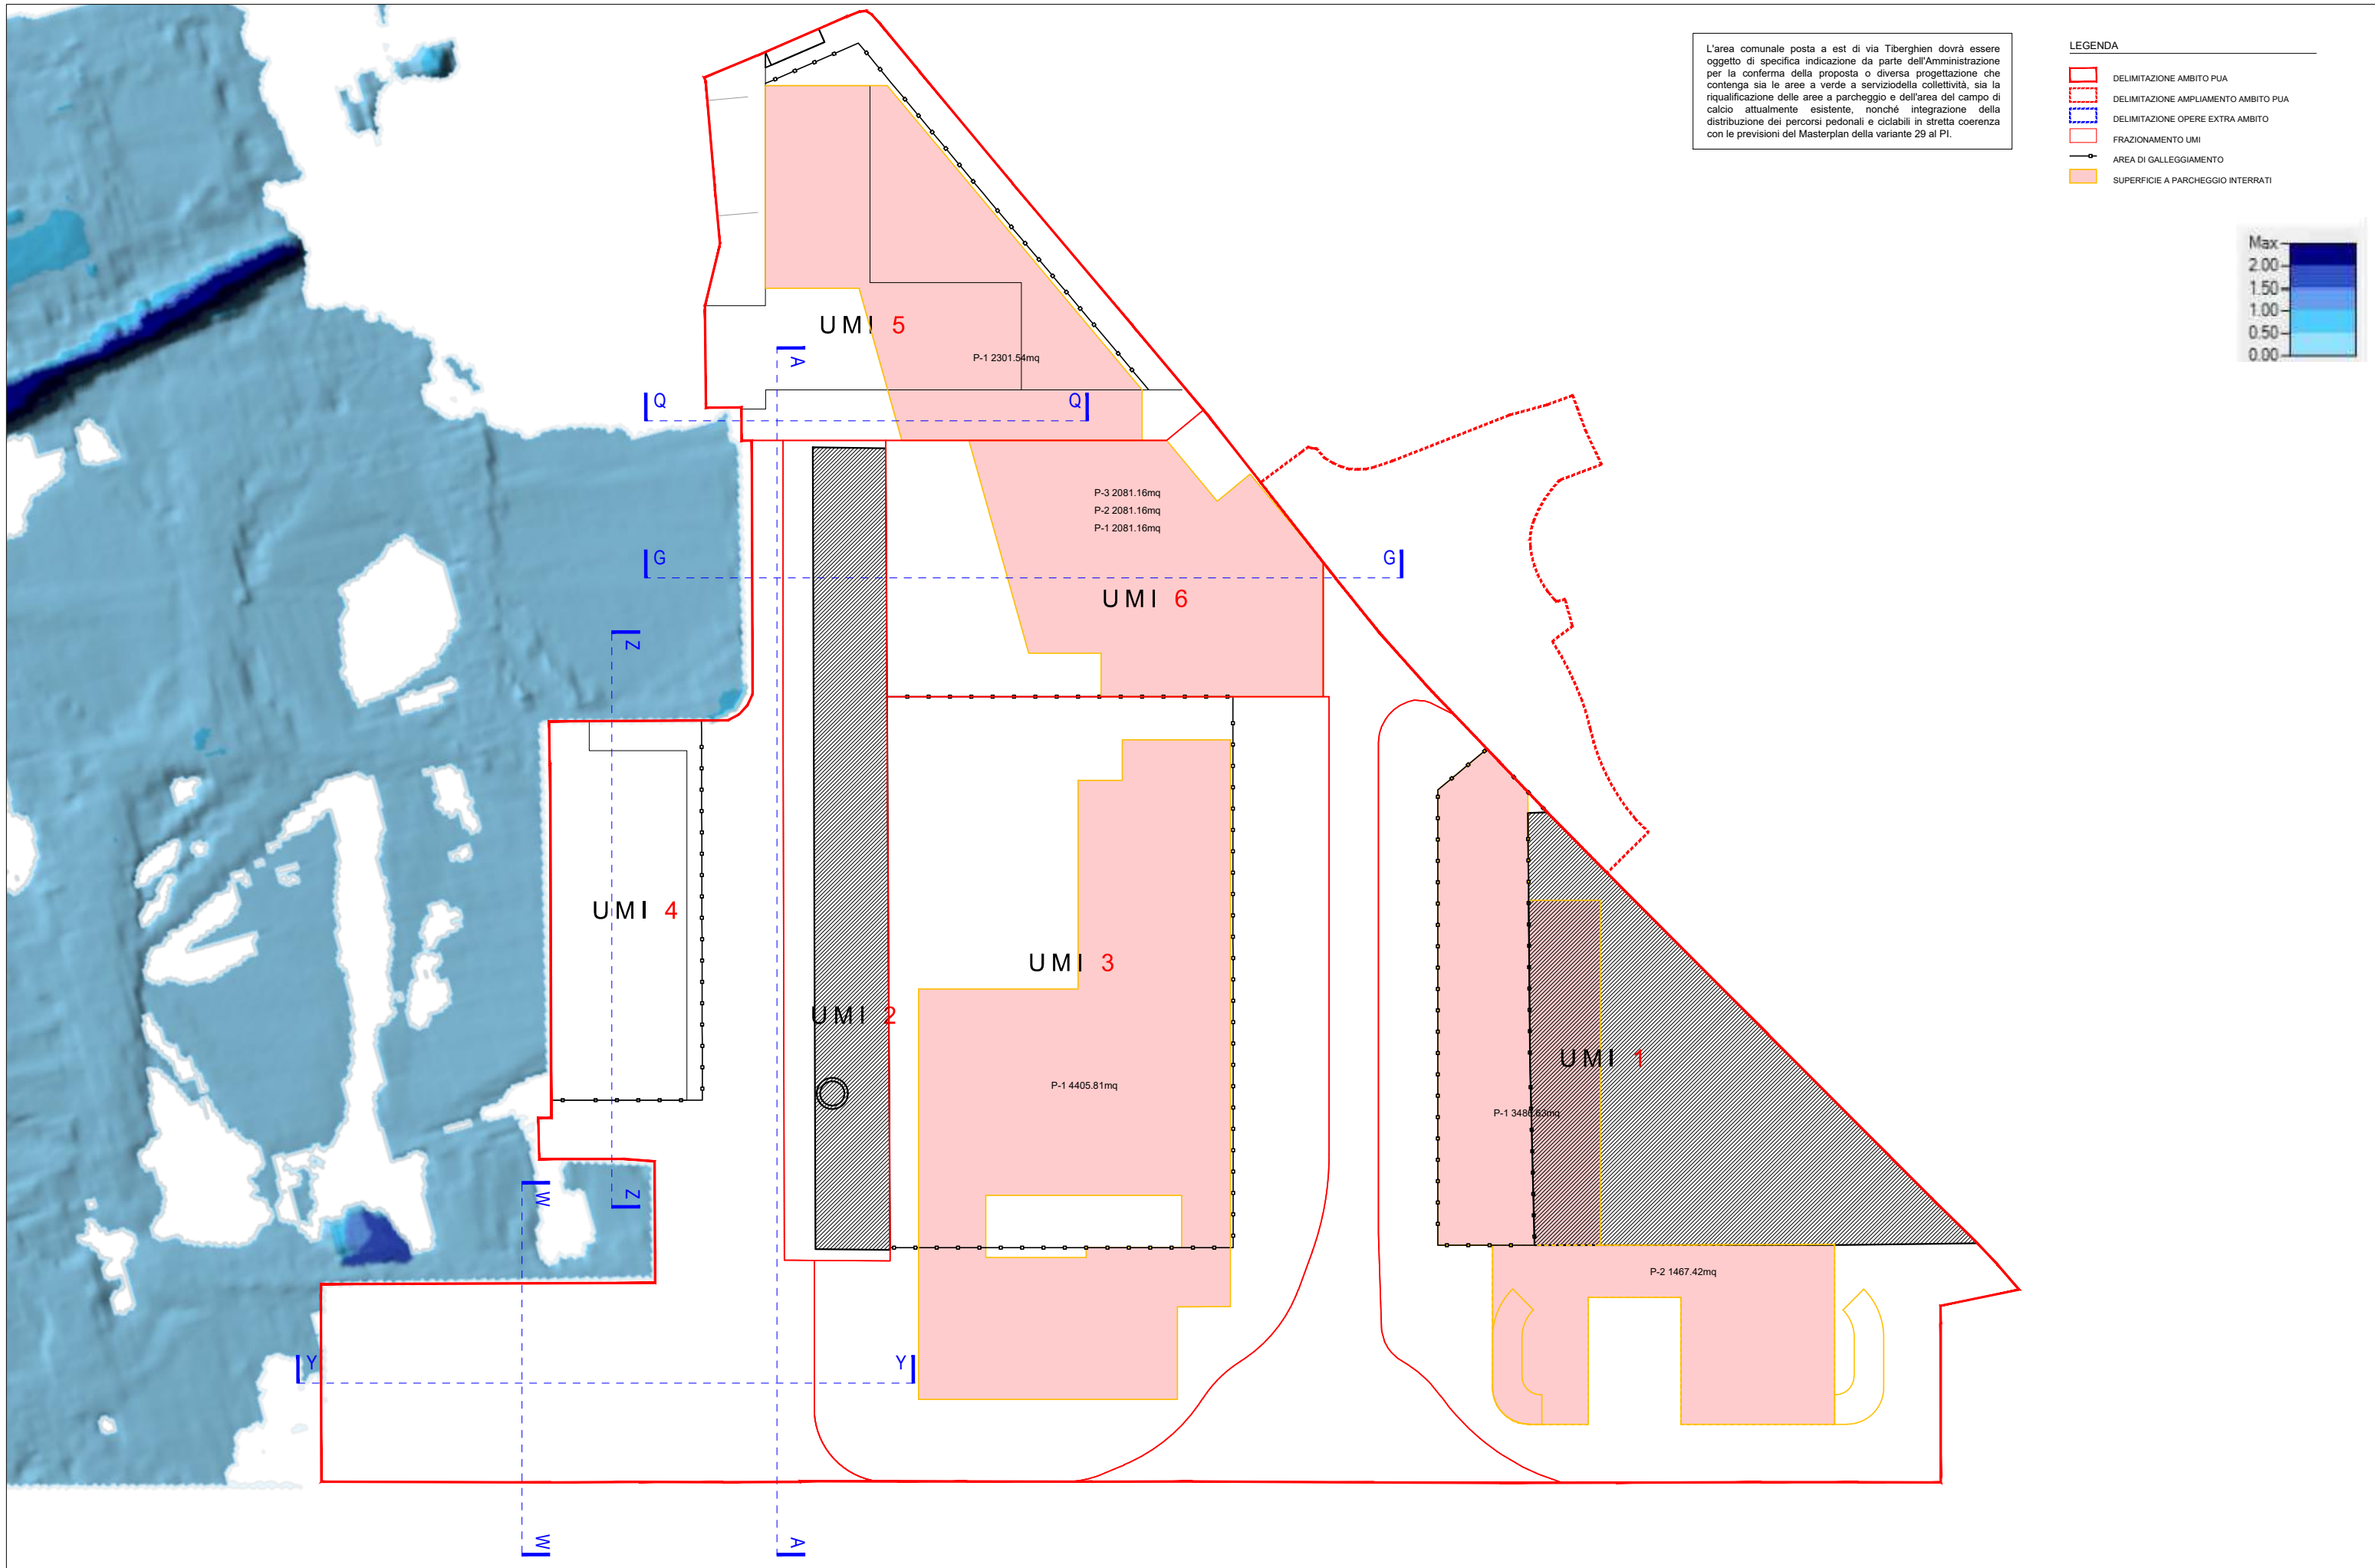 L'area comunale posta a est di via Tiberghien dovrà essere
oggetto di specifica indicazione da parte dell'Amministrazione
per la conferma della proposta o diversa progettazione che
contenga sia le aree a verde a serviziodella collettività, sia la
riqualificazione delle aree a parcheggio e dell'area del campo di
calcio attualmente esistente, nonché integrazione della
distribuzione dei percorsi pedonali e ciclabili in stretta coerenza
con le previsioni del Masterplan della variante 29 al PI.
LEGENDA
DELIMITAZIONE AMBITO PUA
DELIMITAZIONE AMPLIAMENTO AMBITO PUA
DELIMITAZIONE OPERE EXTRA AMBITO
FRAZIONAMENTO UMI
AREA DI GALLEGGIAMENTO
SUPERFICIE A PARCHEGGIO INTERRATI
Max
2.00
1.50
1.00
0.50
0.00
UMI 5
A
P-1 2301.54mq
Q
Q
P-3 2081.16mq
P-2 2081.16mq
P-1 2081.16mq
G
G
UMI 6
Z
UMI 4
UMI 3
UMI 2
UMI 1
P-1 4405.81mq
P-1 3486.63mq
W
Z
P-2 1467.42mq
Y
Y
W
A